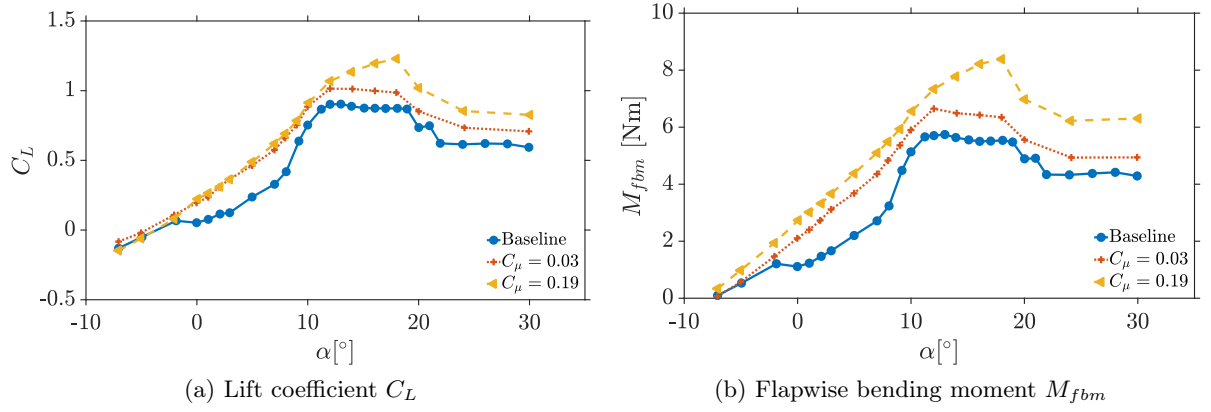 1.5
1
0.5
0
-0.5
-10
0
10
20
30
C_L
α[°]
Baseline
C_μ = 0.03
C_μ = 0.19
(a) Lift coefficient C_L
10
8
6
4
2
0
-10
0
10
20
30
M_fbm [Nm]
α[°]
Baseline
C_μ = 0.03
C_μ = 0.19
(b) Flapwise bending moment M_fbm